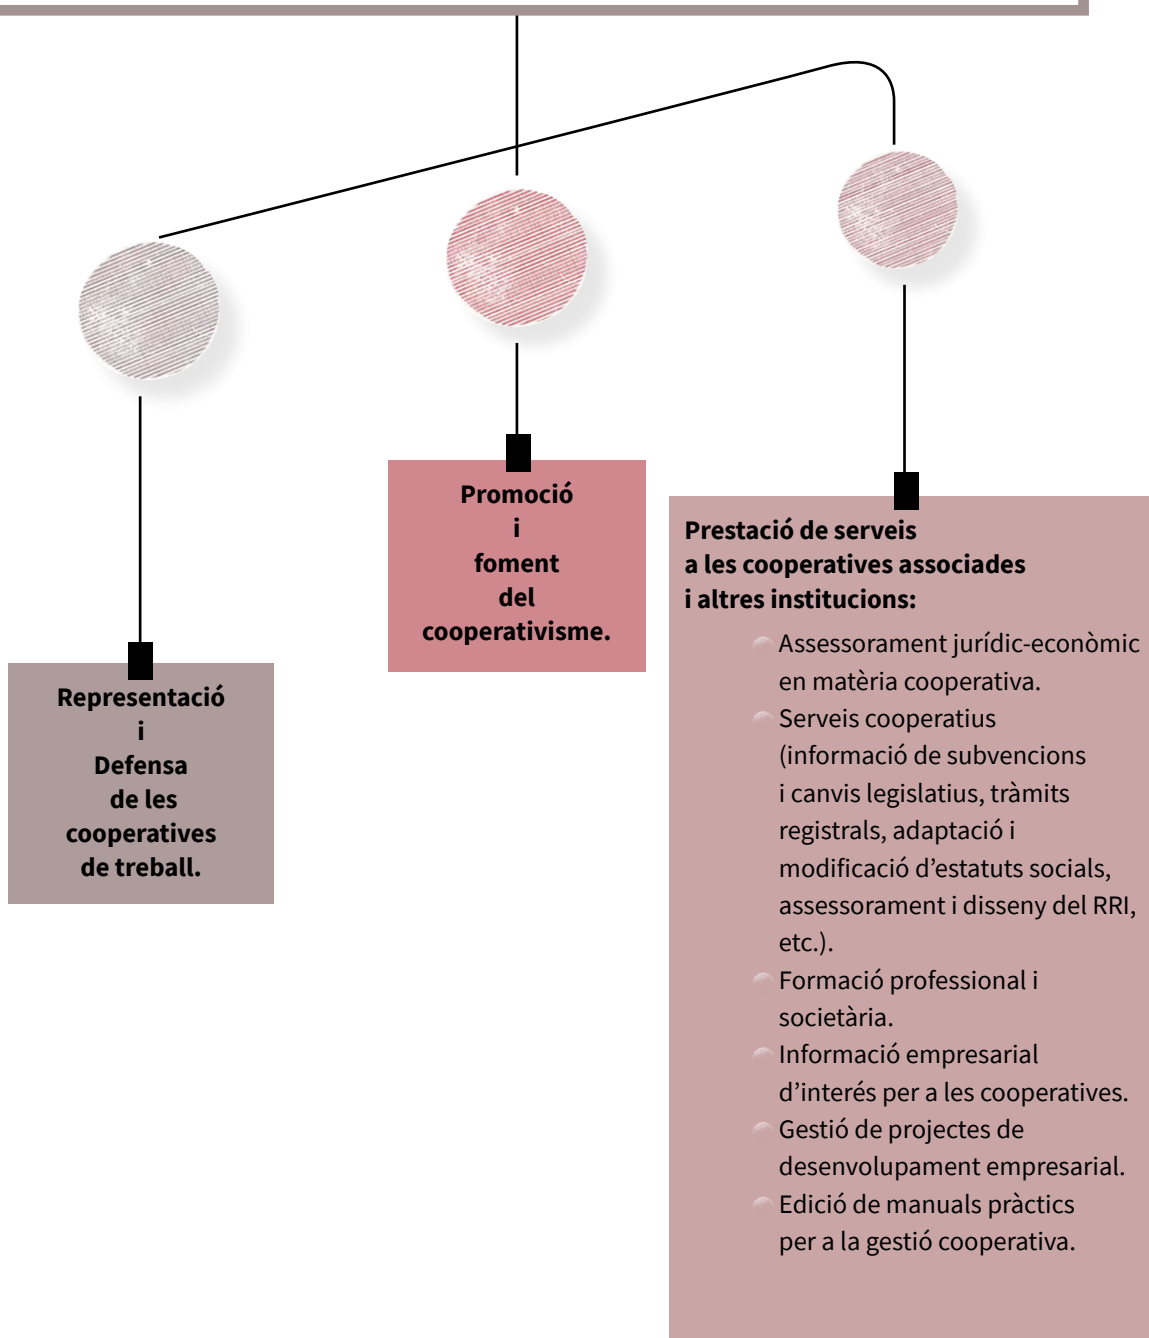 Representació
i
Defensa
de les
cooperatives
de treball.
Promoció
i
foment
del
cooperativisme.
Prestació de serveis
a les cooperatives associades
i altres institucions:
Assessorament jurídic-econòmic
en matèria cooperativa.
Serveis cooperatius
(informació de subvencions
i canvis legislatius, tràmits
registrals, adaptació i
modificació d’estatuts socials,
assessorament i disseny del RRI,
etc.).
Formació professional i
societària.
Informació empresarial
d’interés per a les cooperatives.
Gestió de projectes de
desenvolupament empresarial.
Edició de manuals pràctics
per a la gestió cooperativa.